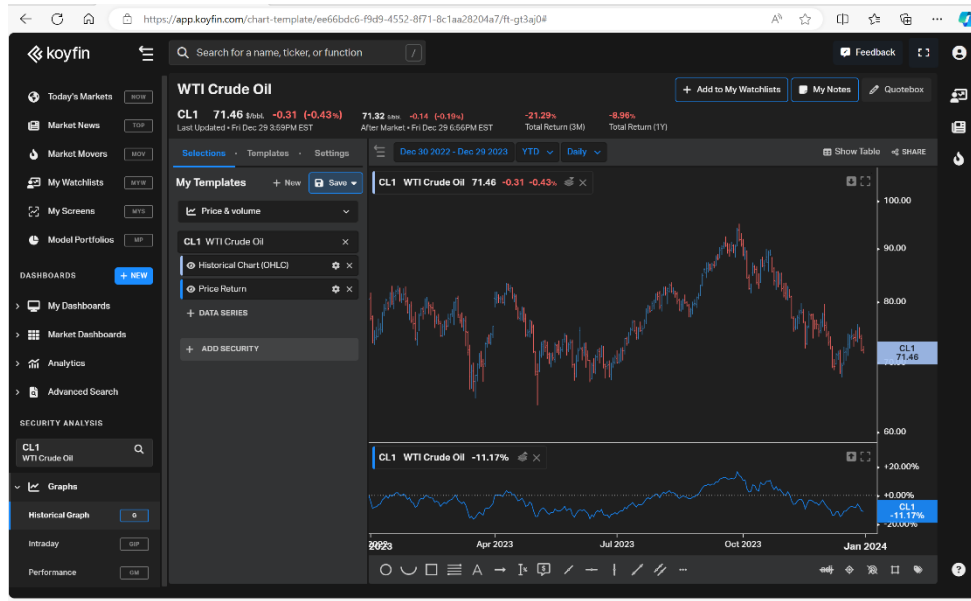 https://app.koyfin.com/chart-template/ee66bdc6-f9d9-4552-8f71-8c1aa28204a7/ft-gt3aj0#
koyfin
Search for a name, ticker, or function /
Feedback
Today's Markets NOW
Market News TOP
Market Movers MOV
My Watchlists MYW
My Screens MYS
Model Portfolios MP
DASHBOARDS + NEW
My Dashboards
Market Dashboards
Analytics
Advanced Search
SECURITY ANALYSIS
CL1
WTI Crude Oil
Graphs
Historical Graph G
Intraday GIP
Performance GM
WTI Crude Oil
+ Add to My Watchlists
My Notes
Quotebox
CL1 71.46 $/bbl. -0.31 (-0.43%)
Last Updated • Fri Dec 29 3:59PM EST
71.32 $/bbl. -0.14 (-0.19%)
After Market • Fri Dec 29 6:56PM EST
-21.29%
Total Return (3M)
-8.96%
Total Return (1Y)
Selections · Templates · Settings
My Templates + New Save
Price & volume
CL1 WTI Crude Oil
Historical Chart (OHLC)
Price Return
+ DATA SERIES
+ ADD SECURITY
Dec 30 2022 - Dec 29 2023 YTD Daily
Show Table SHARE
CL1 WTI Crude Oil 71.46 -0.31 -0.43%
100.00
90.00
80.00
CL1
71.46
70.00
60.00
CL1 WTI Crude Oil -11.17%
+20.00%
+0.00%
CL1
-11.17%
-20.00%
2023 Apr 2023 Jul 2023 Oct 2023 Jan 2024
A
adj
?